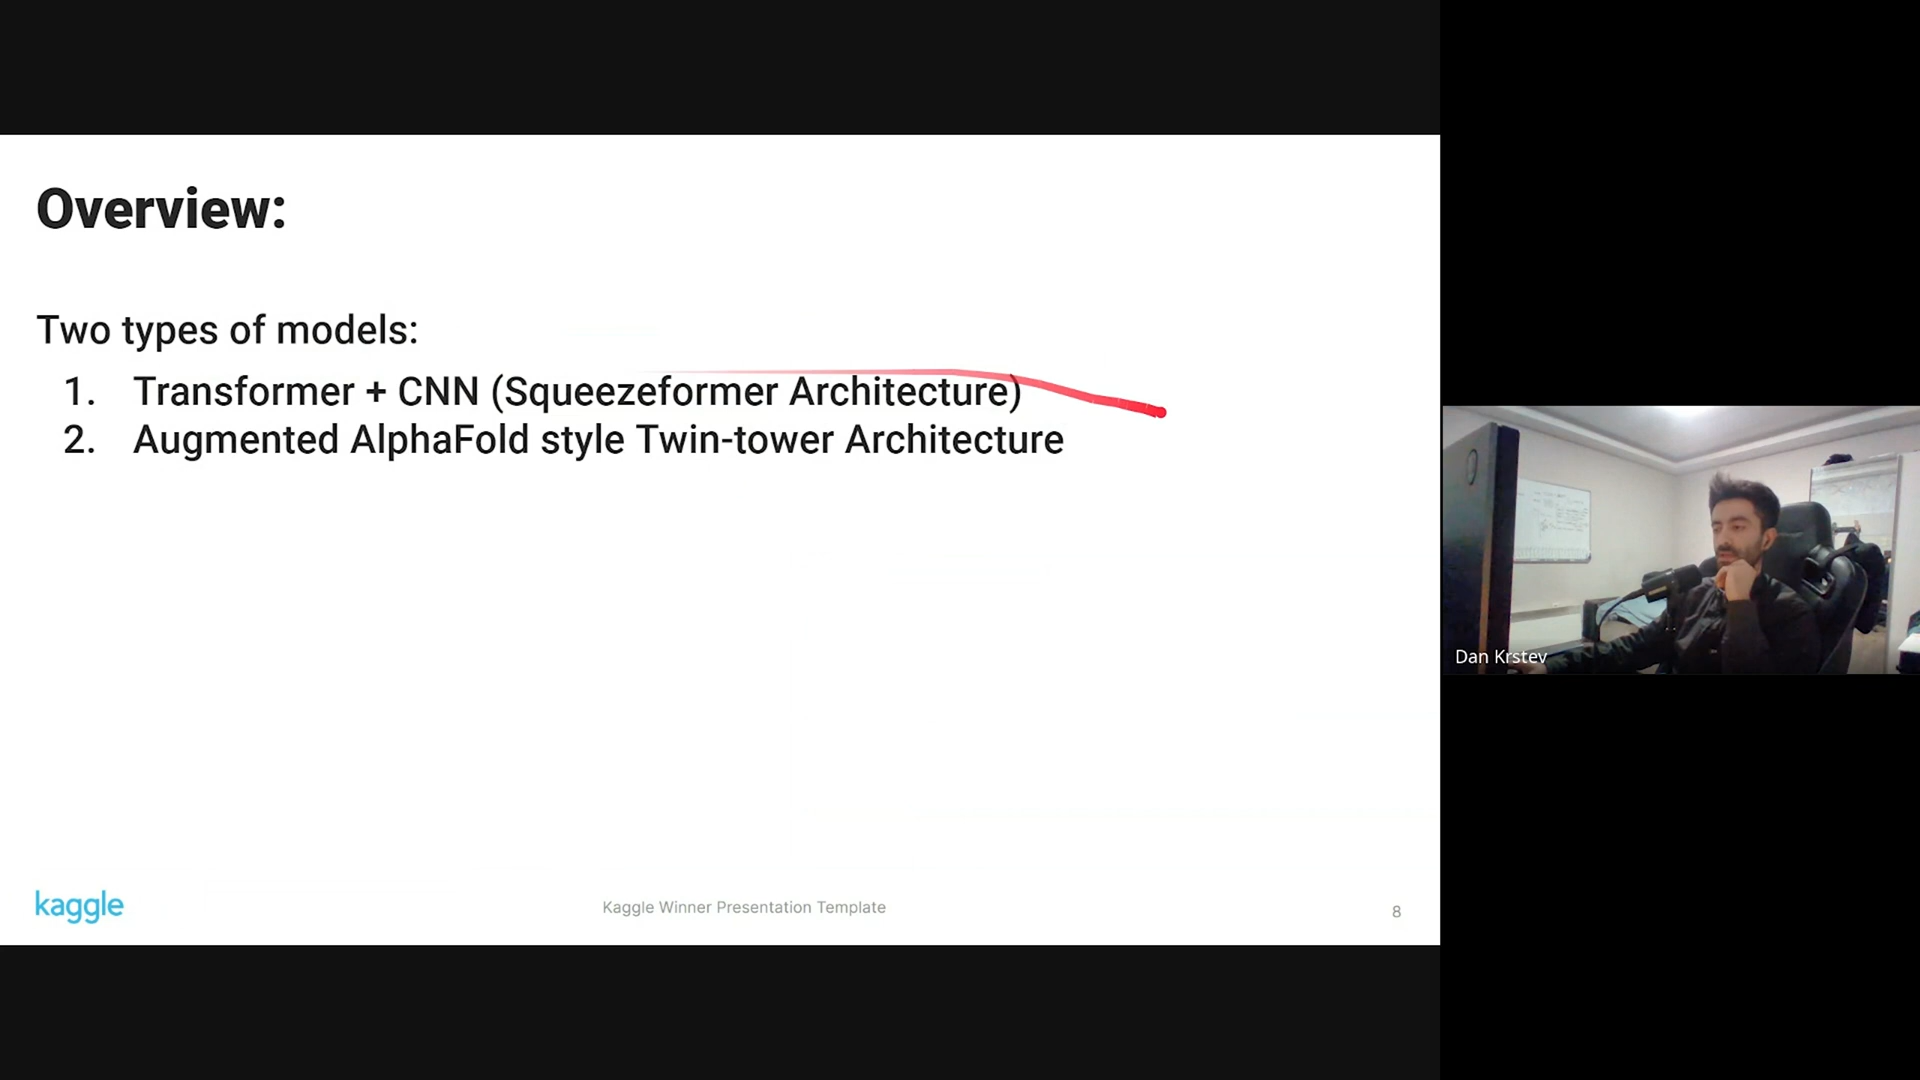 Overview:
Two types of models:
1. Transformer + CNN (Squeezeformer Architecture)
2. Augmented AlphaFold style Twin-tower Architecture
kaggle
Kaggle Winner Presentation Template
8
Dan Krstev